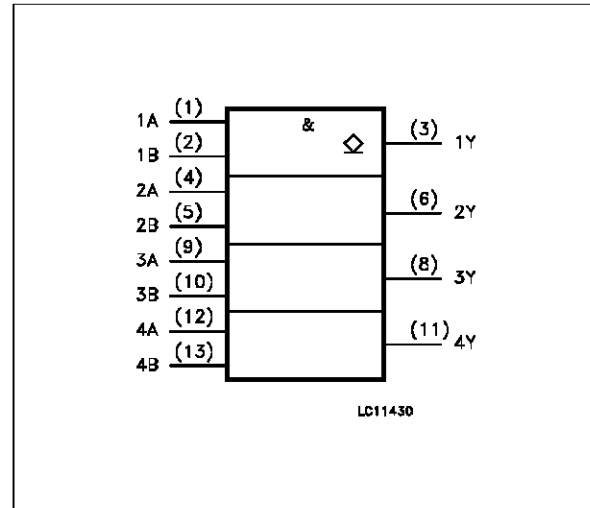 1A (1)
1B (2)
2A (4)
2B (5)
3A (9)
3B (10)
4A (12)
4B (13)
&
(3) 1Y
(6) 2Y
(8) 3Y
(11) 4Y
LC11430